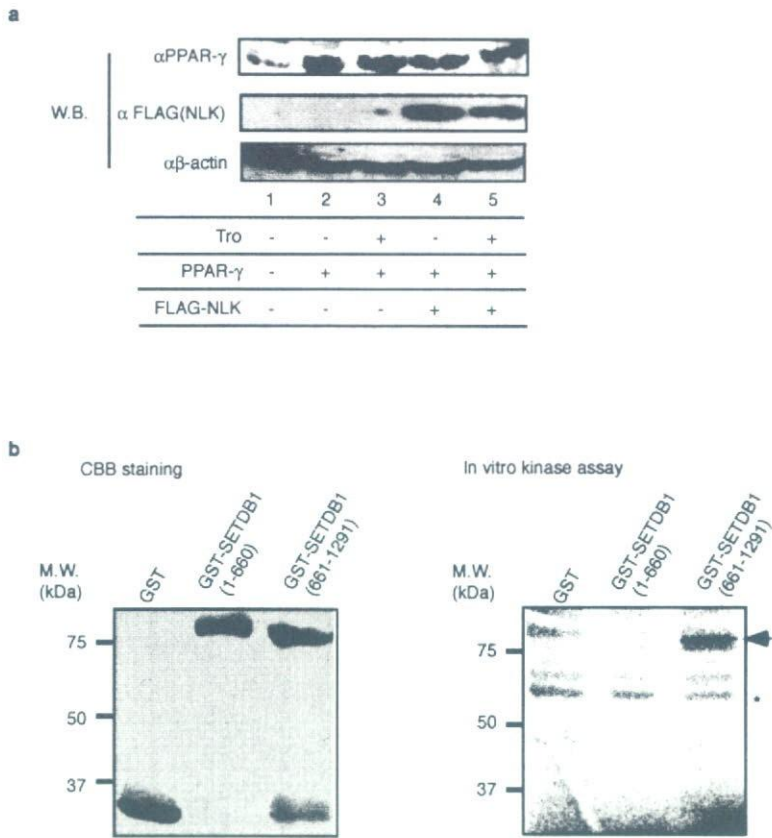 a
αPPAR-γ
W.B.
α FLAG(NLK)
αβ-actin
1 2 3 4 5
Tro - - + - +
PPAR-γ - + + + +
FLAG-NLK - - - + +
b
CBB staining
In vitro kinase assay
M.W.
(kDa)
GST
GST-SETDB1
(1-660)
GST-SETDB1
(661-1291)
75
50
37
M.W.
(kDa)
GST
GST-SETDB1
(1-660)
GST-SETDB1
(661-1291)
75
50
37
*